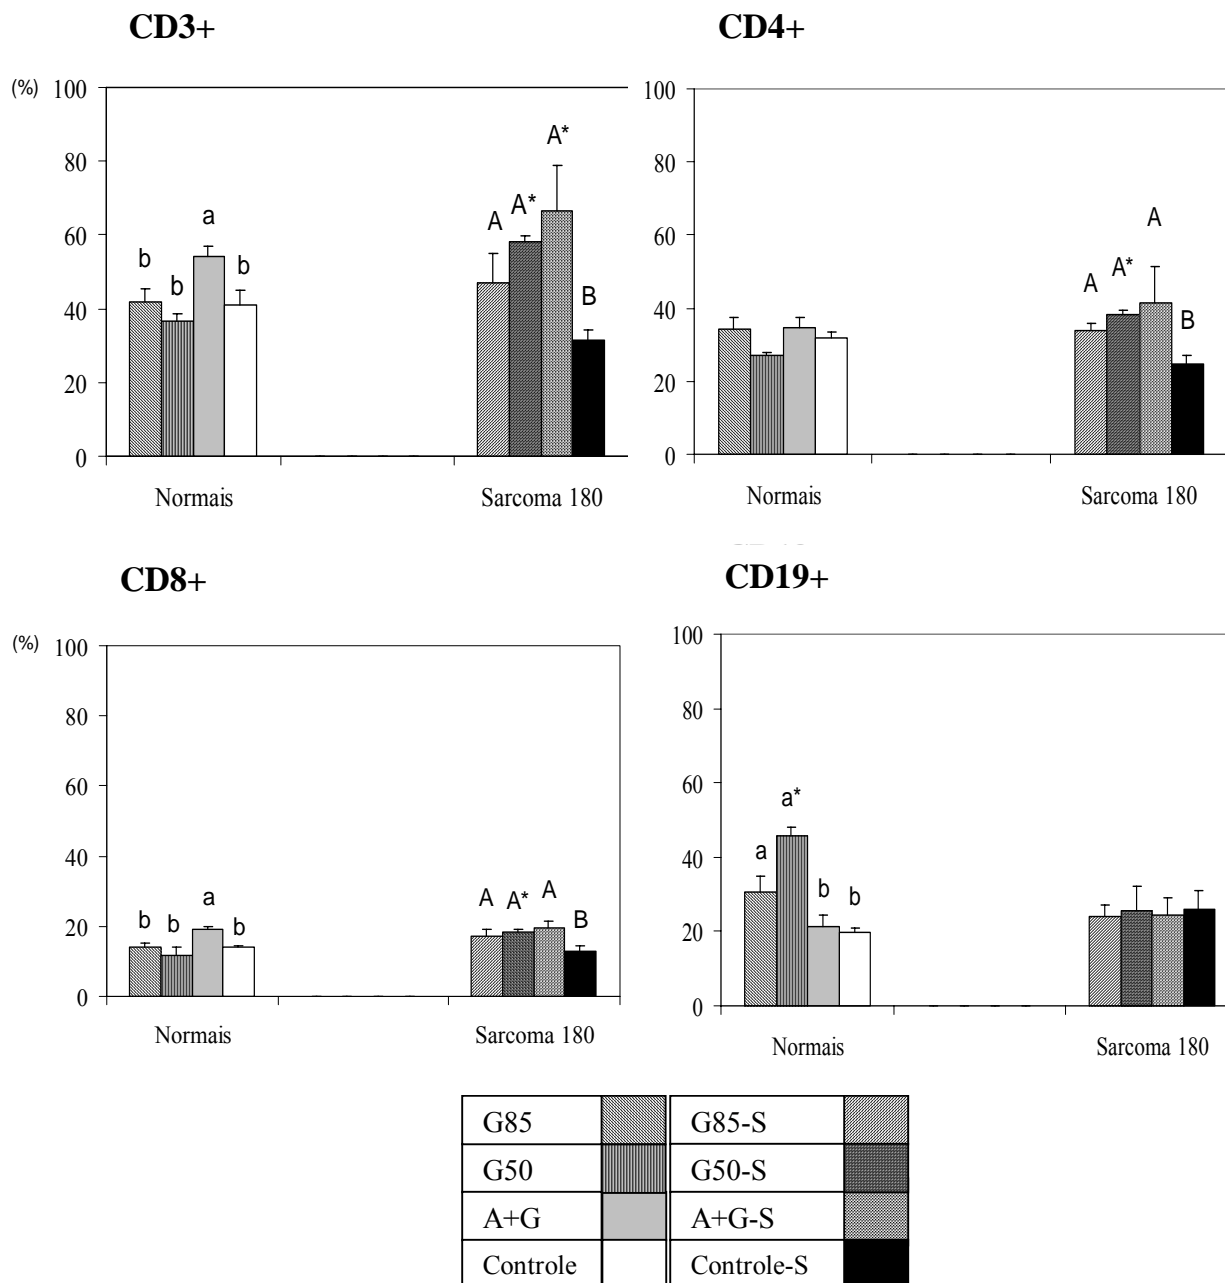 CD3+
CD4+
(%)
100
80
60
40
20
0
b
b
a
b
A
A*
A*
B
Normais
Sarcoma 180
100
80
60
40
20
0
A
A*
A
B
Normais
Sarcoma 180
CD8+
CD19+
(%)
100
80
60
40
20
0
b
b
a
b
A
A*
A
B
Normais
Sarcoma 180
100
80
60
40
20
0
a
a*
b
b
Normais
Sarcoma 180
G85 G85-S
G50 G50-S
A+G A+G-S
Controle Controle-S